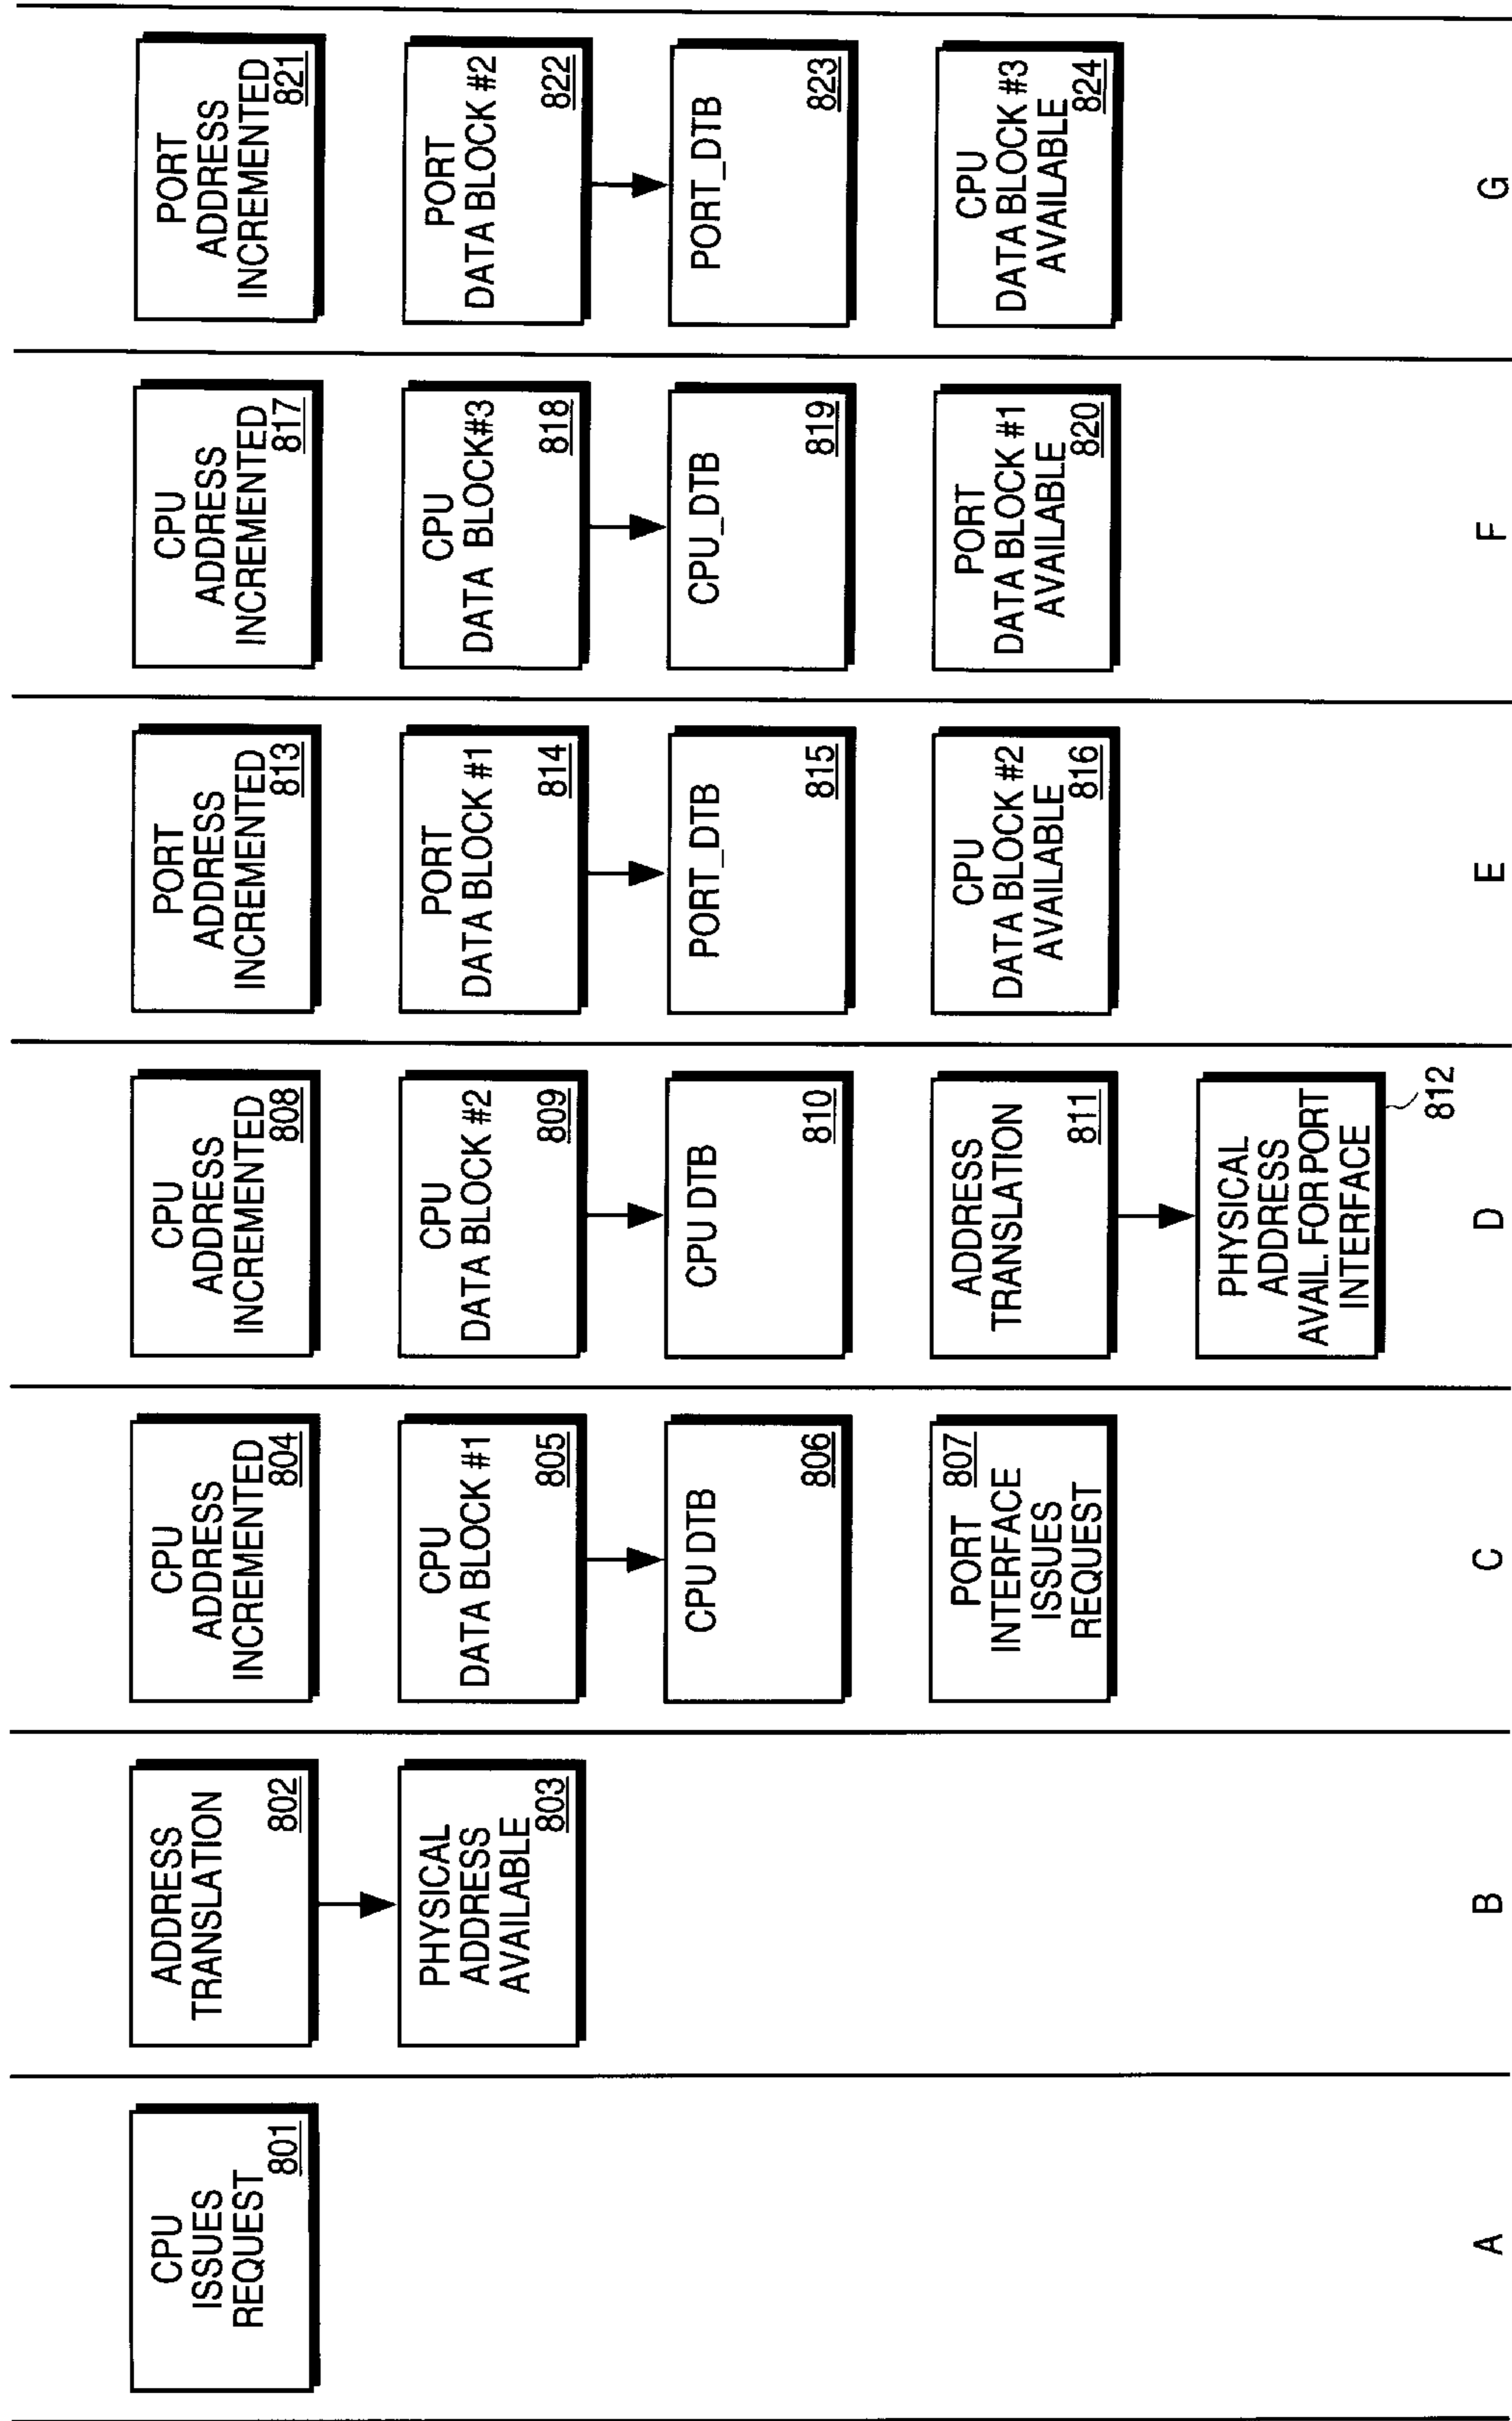 CPU
ISSUES
REQUEST
801
A
ADDRESS
TRANSLATION
802
PHYSICAL
ADDRESS
AVAILABLE
803
B
CPU
ADDRESS
INCREMENTED
804
CPU
DATA BLOCK #1
805
CPU DTB
806
PORT 807
INTERFACE
ISSUES
REQUEST
C
CPU
ADDRESS
INCREMENTED
808
CPU
DATA BLOCK #2
809
CPU DTB
810
ADDRESS
TRANSLATION
811
PHYSICAL
ADDRESS
AVAIL. FOR PORT
INTERFACE
812
D
PORT
ADDRESS
INCREMENTED
813
PORT
DATA BLOCK #1
814
PORT_DTB
815
CPU
DATA BLOCK #2
AVAILABLE
816
E
CPU
ADDRESS
INCREMENTED
817
CPU
DATA BLOCK#3
818
CPU_DTB
819
PORT
DATA BLOCK #1
AVAILABLE
820
F
PORT
ADDRESS
INCREMENTED
821
PORT
DATA BLOCK #2
822
PORT_DTB
823
CPU
DATA BLOCK #3
AVAILABLE
824
G